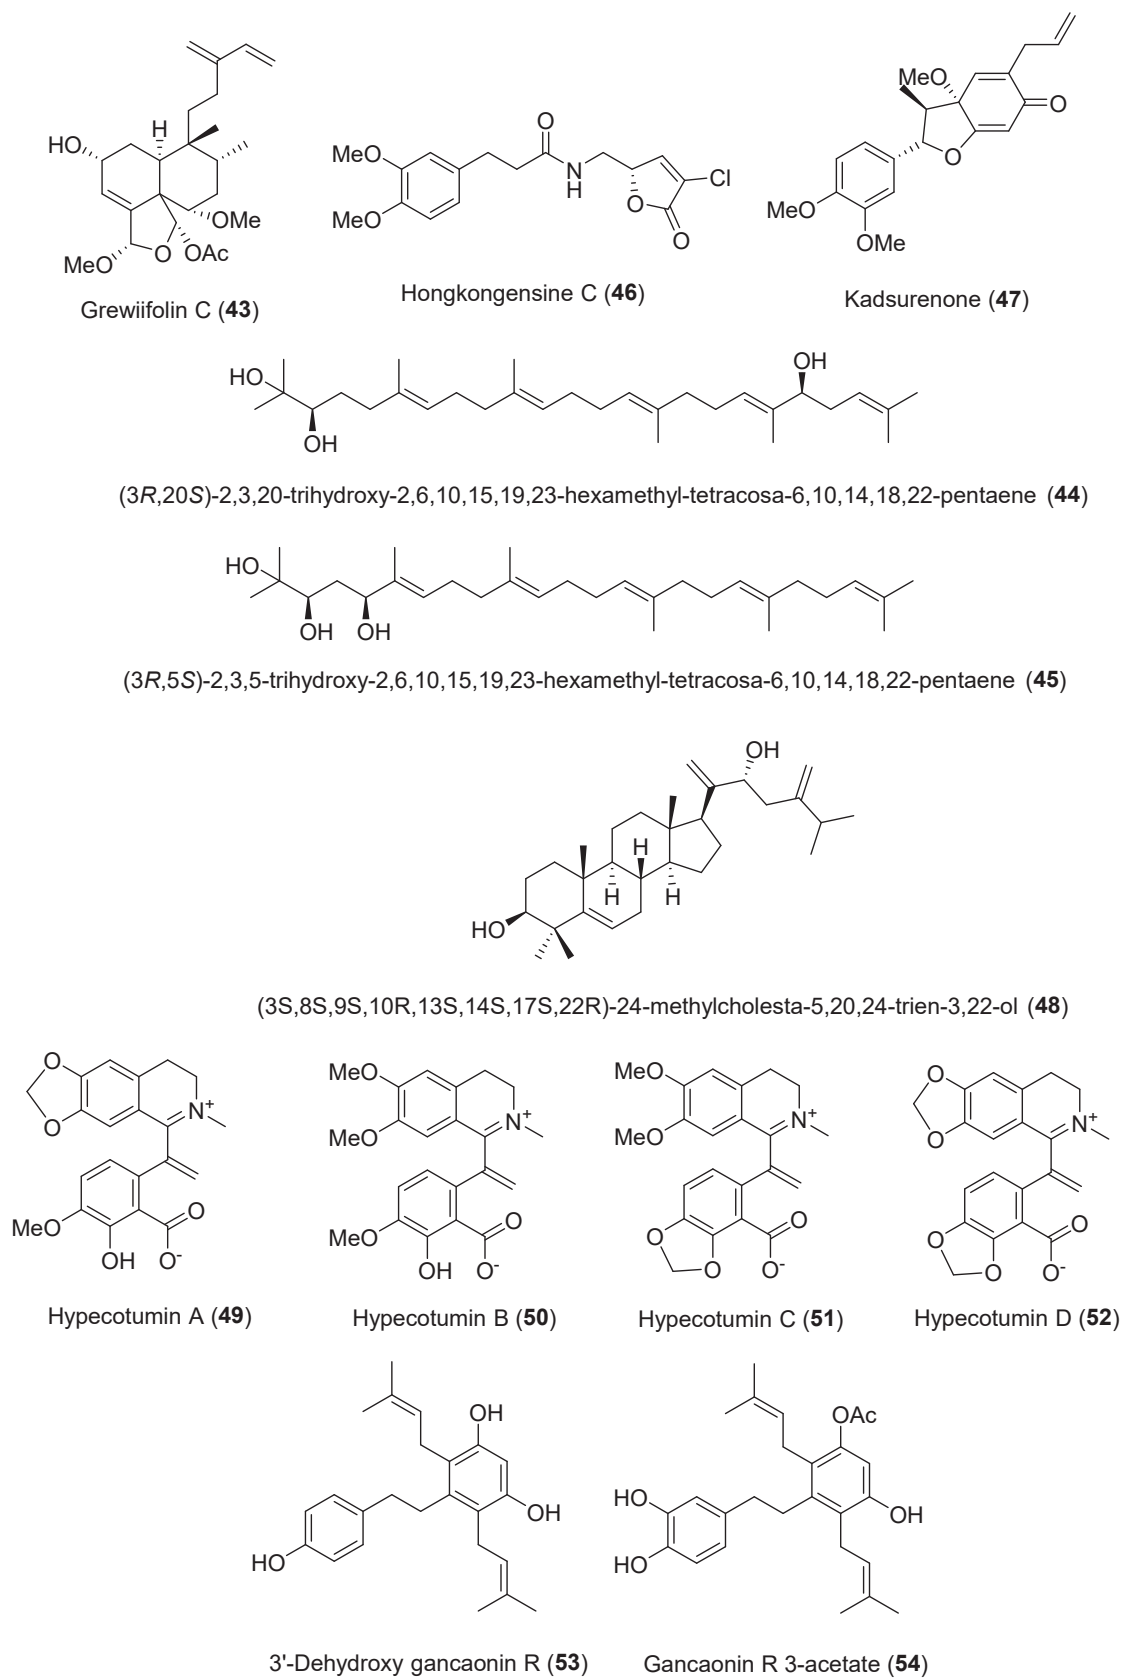 H
HO
OMe
MeO
O
OAc
Grewiifolin C (43)
MeO
MeO
O
N
H
O
Cl
O
Hongkongensine C (46)
MeO
O
O
MeO
OMe
Kadsurenone (47)
HO
OH
OH
(3R,20S)-2,3,20-trihydroxy-2,6,10,15,19,23-hexamethyl-tetracosa-6,10,14,18,22-pentaene (44)
HO
OH
OH
(3R,5S)-2,3,5-trihydroxy-2,6,10,15,19,23-hexamethyl-tetracosa-6,10,14,18,22-pentaene (45)
OH
H
H
H
HO
(3S,8S,9S,10R,13S,14S,17S,22R)-24-methylcholesta-5,20,24-trien-3,22-ol (48)
O
O
N+
MeO
OH
O
O-
Hypecotumin A (49)
MeO
MeO
N+
MeO
OH
O
O-
Hypecotumin B (50)
MeO
MeO
N+
O
O
O
O-
Hypecotumin C (51)
O
O
N+
O
O
O
O-
Hypecotumin D (52)
OH
OH
HO
3'-Dehydroxy gancaonin R (53)
OAc
HO
HO
OH
Gancaonin R 3-acetate (54)